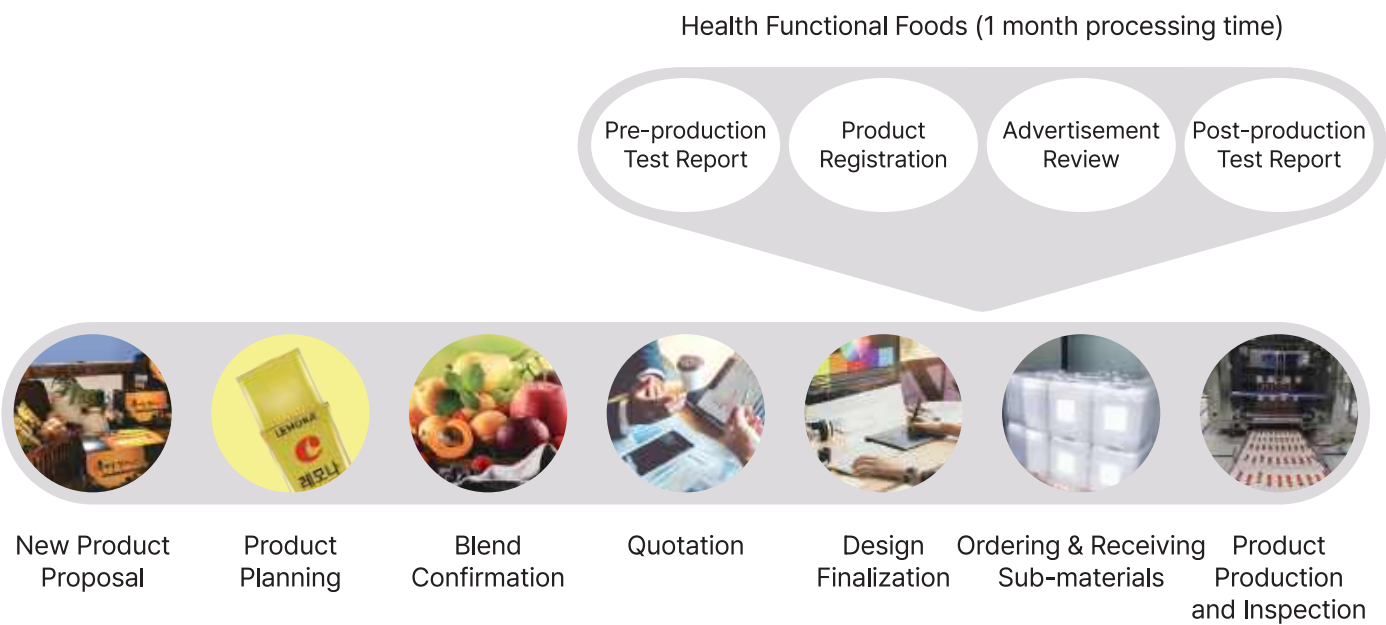 Health Functional Foods (1 month processing time)
Pre-production
Test Report
Product
Registration
Advertisement
Review
Post-production
Test Report
LEMONA
C
레모나
New Product
Proposal
Product
Planning
Blend
Confirmation
Quotation
Design
Finalization
Ordering & Receiving
Sub-materials
Product
Production
and Inspection